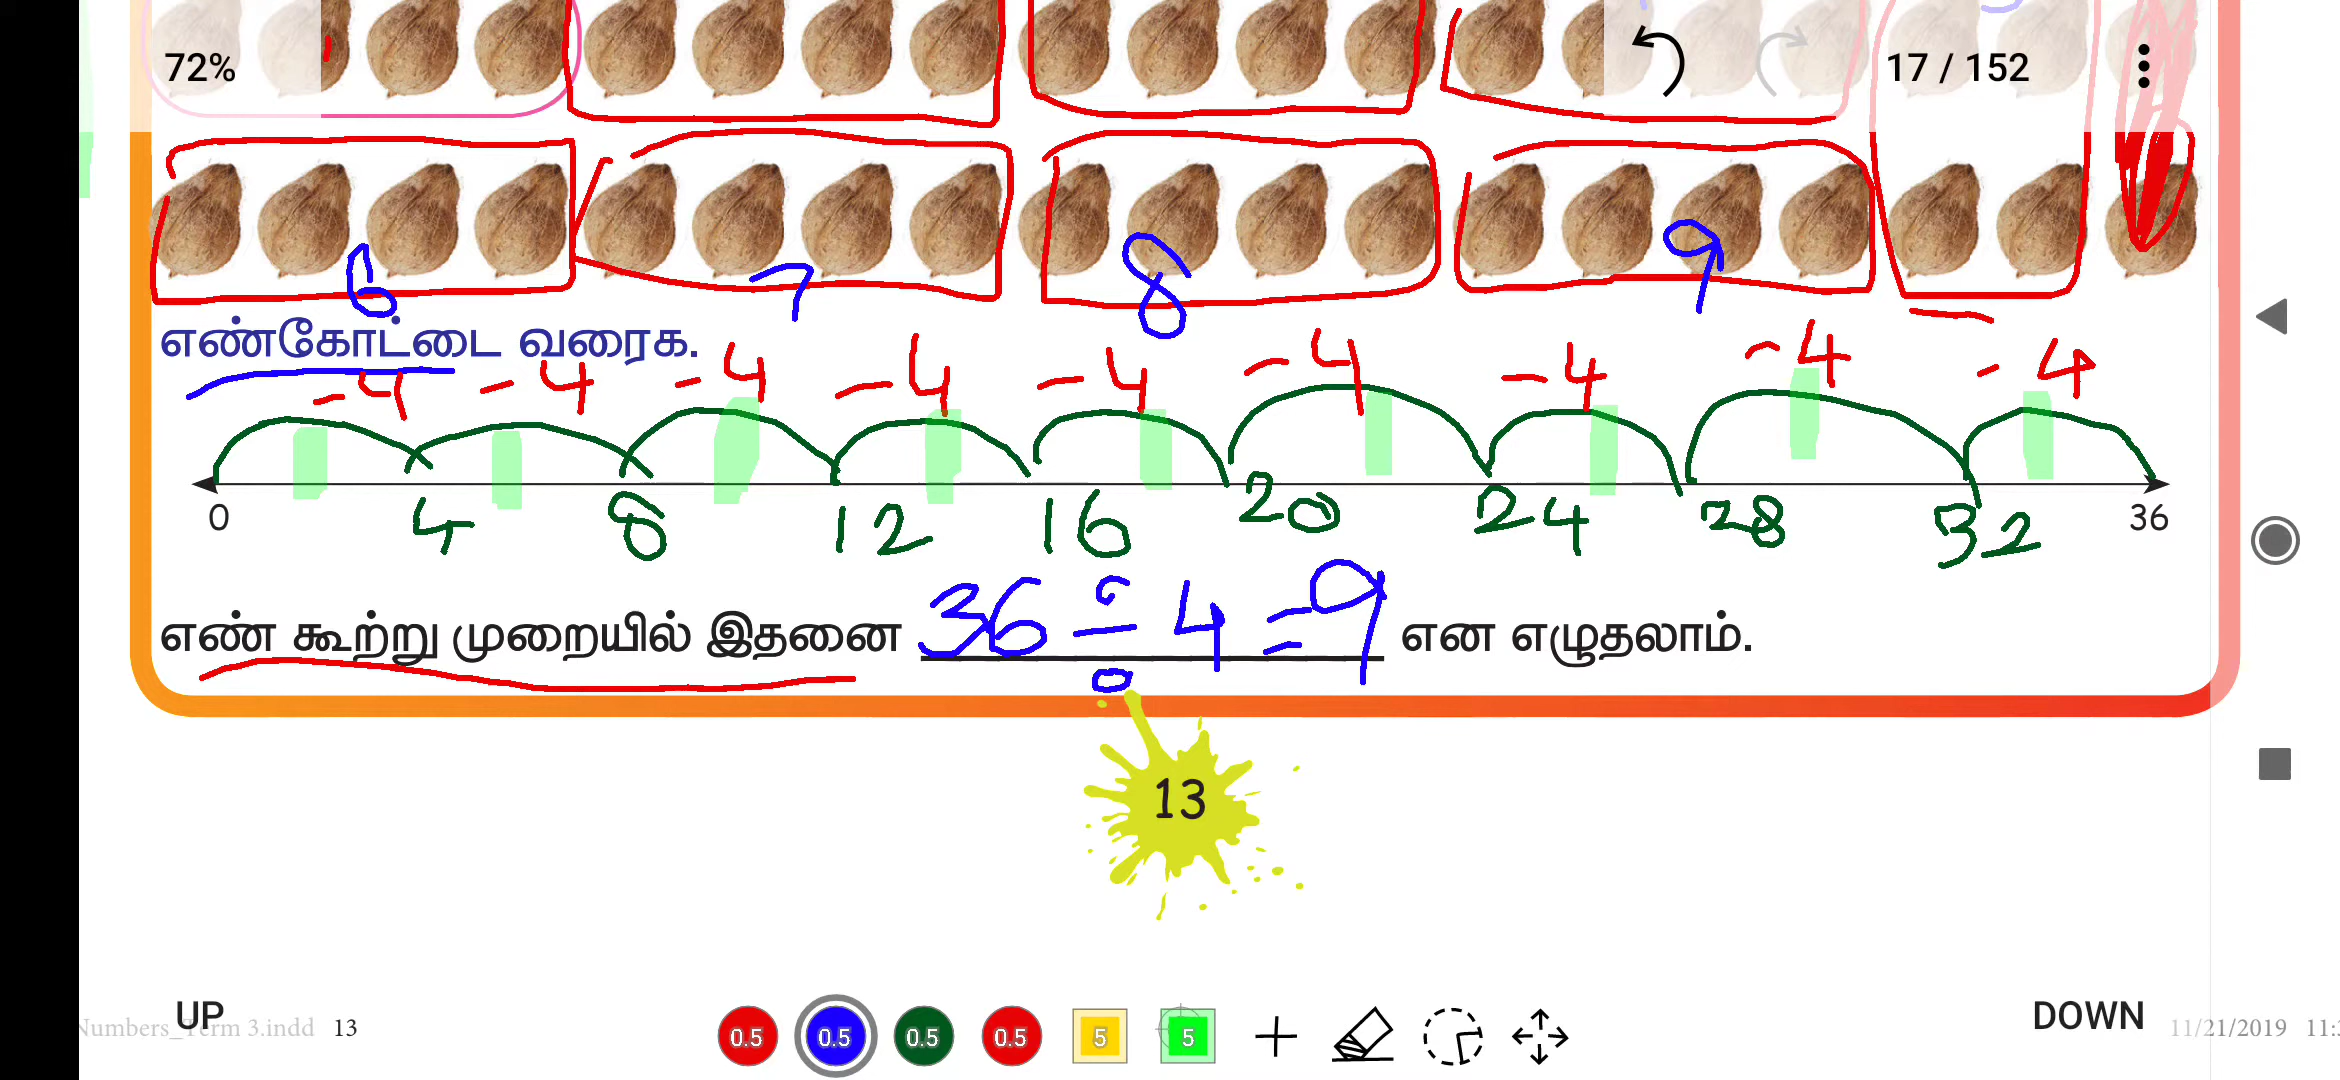 72%
17 / 152
6 7 8 9
எண்கோட்டை வரைக.
-4 -4 -4 -4 -4 -4 -4 -4 -4
0 4 8 12 16 20 24 28 32 36
எண் கூற்று முறையில் இதனை 36 ÷ 4 = 9 என எழுதலாம்.
13
UP
DOWN
Numbers_Term 3.indd 13
11/21/2019 11:
0.5 0.5 0.5 0.5 5 5